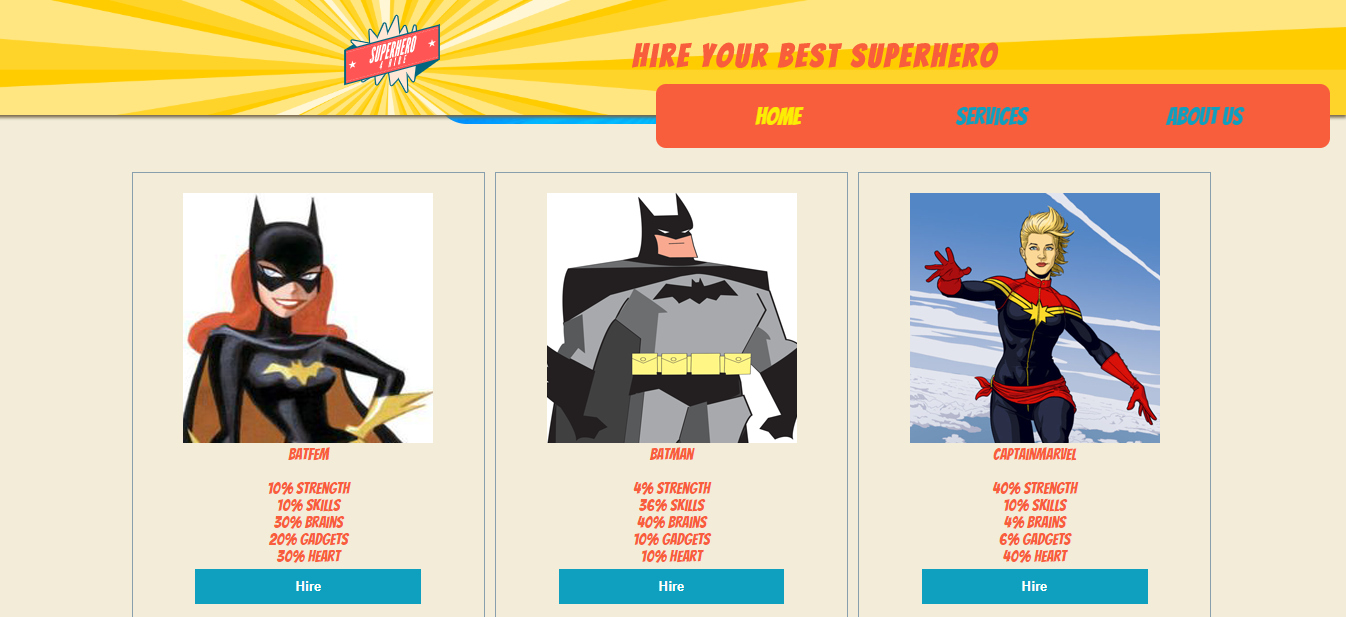 SUPERHERO
4 HIRE
HIRE YOUR BEST SUPERHERO
HOME
SERVICES
ABOUT US
BATFEM
10% STRENGTH
10% SKILLS
30% BRAINS
20% GADGETS
30% HEART
Hire
BATMAN
4% STRENGTH
36% SKILLS
40% BRAINS
10% GADGETS
10% HEART
Hire
CAPTAINMARVEL
40% STRENGTH
10% SKILLS
4% BRAINS
6% GADGETS
40% HEART
Hire